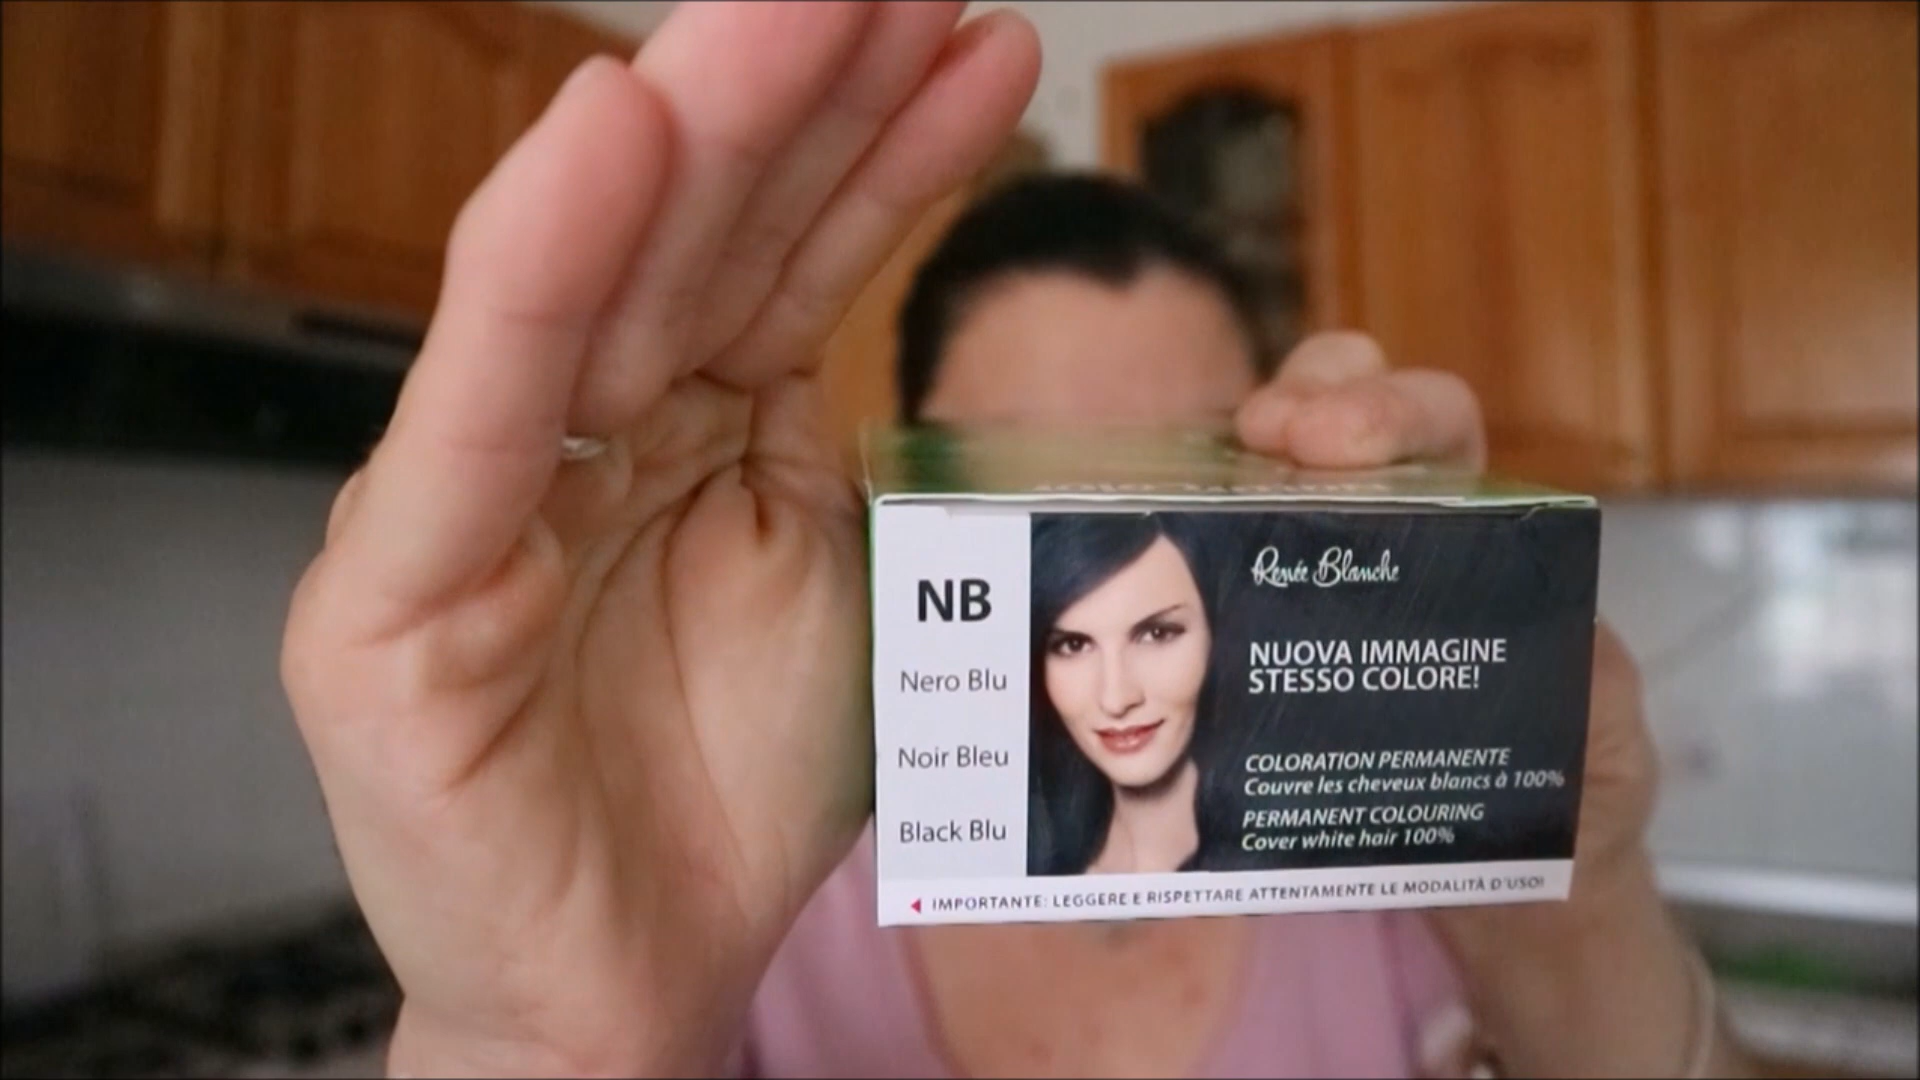 NB
Nero Blu
Noir Bleu
Black Blu
Renée Blanche
NUOVA IMMAGINE
STESSO COLORE!
COLORATION PERMANENTE
Couvre les cheveux blancs à 100%
PERMANENT COLOURING
Cover white hair 100%
IMPORTANTE: LEGGERE E RISPETTARE ATTENTAMENTE LE MODALITÀ D'USO!